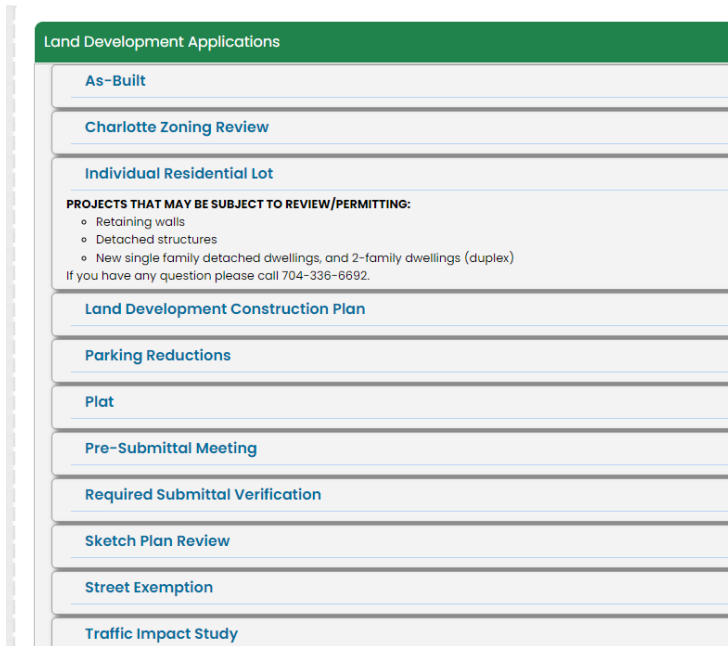 Land Development Applications
As-Built
Charlotte Zoning Review
Individual Residential Lot
PROJECTS THAT MAY BE SUBJECT TO REVIEW/PERMITTING:
Retaining walls
Detached structures
New single family detached dwellings, and 2-family dwellings (duplex)
If you have any question please call 704-336-6692.
Land Development Construction Plan
Parking Reductions
Plat
Pre-Submittal Meeting
Required Submittal Verification
Sketch Plan Review
Street Exemption
Traffic Impact Study